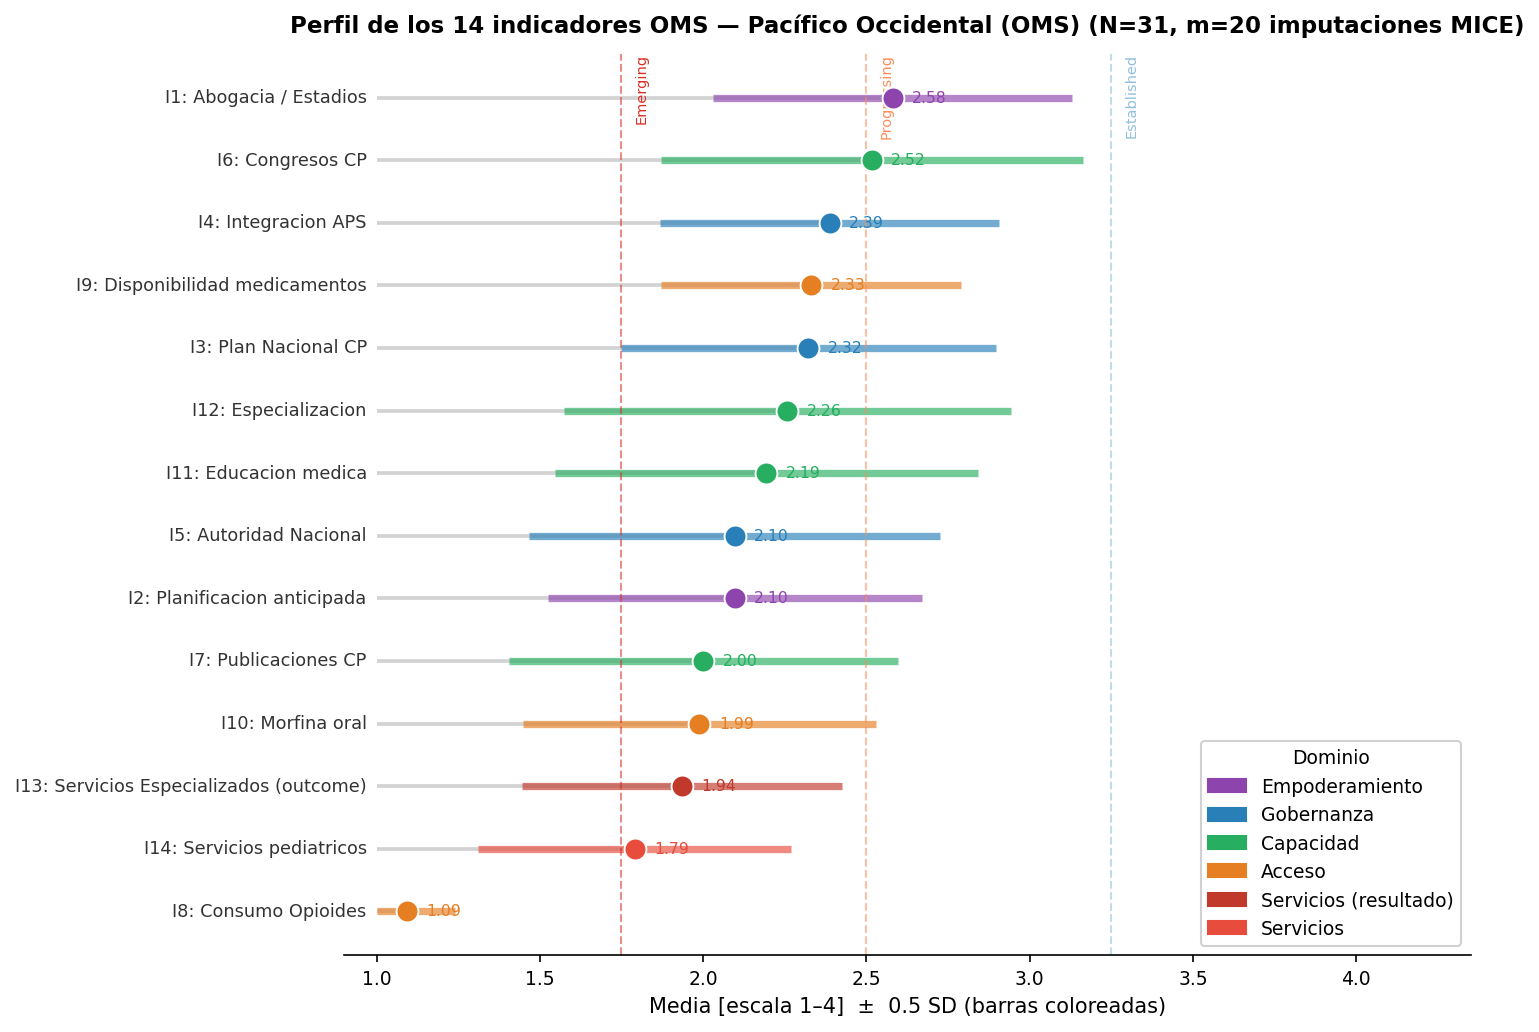 Perfil de los 14 indicadores OMS — Pacífico Occidental (OMS) (N=31, m=20 imputaciones MICE)
Emerging
Progressing
Established
I1: Abogacia / Estadios
2.58
I6: Congresos CP
2.52
I4: Integracion APS
2.39
I9: Disponibilidad medicamentos
2.33
I3: Plan Nacional CP
2.32
I12: Especializacion
2.26
I11: Educacion medica
2.19
I5: Autoridad Nacional
2.10
I2: Planificacion anticipada
2.10
I7: Publicaciones CP
2.00
I10: Morfina oral
1.99
I13: Servicios Especializados (outcome)
1.94
I14: Servicios pediatricos
1.79
I8: Consumo Opioides
1.09
Dominio
Empoderamiento
Gobernanza
Capacidad
Acceso
Servicios (resultado)
Servicios
1.0 1.5 2.0 2.5 3.0 3.5 4.0
Media [escala 1–4] ± 0.5 SD (barras coloreadas)